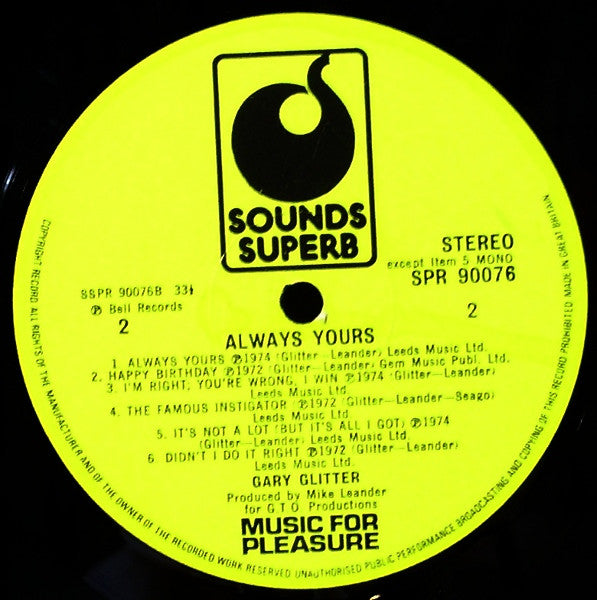 SOUNDS
SUPERB
STEREO
except Item 5 MONO
SPR 90076
SSPR 90076B 33⅓
℗ Bell Records
2
2
ALWAYS YOURS
1. ALWAYS YOURS ℗1974 (Glitter—Leander) Leeds Music Ltd.
2. HAPPY BIRTHDAY ℗1972 (Glitter—Leander) Gem Music Publ. Ltd.
3. I'M RIGHT, YOU'RE WRONG, I WIN ℗1974 (Glitter—Leander)
Leeds Music Ltd.
4. THE FAMOUS INSTIGATOR ℗1972 (Glitter—Leander—Seago)
Leeds Music Ltd.
5. IT'S NOT A LOT (BUT IT'S ALL I GOT) ℗1974
(Glitter—Leander) Leeds Music Ltd.
6. DIDN'T I DO IT RIGHT ℗1972 (Glitter—Leander)
Leeds Music Ltd.
GARY GLITTER
Produced by Mike Leander
for G.T.O. Productions
MUSIC FOR
PLEASURE
COPYRIGHT RECORD ALL RIGHTS OF THE MANUFACTURER AND OF THE OWNER OF THE RECORDED WORK RESERVED UNAUTHORISED PUBLIC PERFORMANCE BROADCASTING AND COPYING OF THIS RECORD PROHIBITED MADE IN GREAT BRITAIN